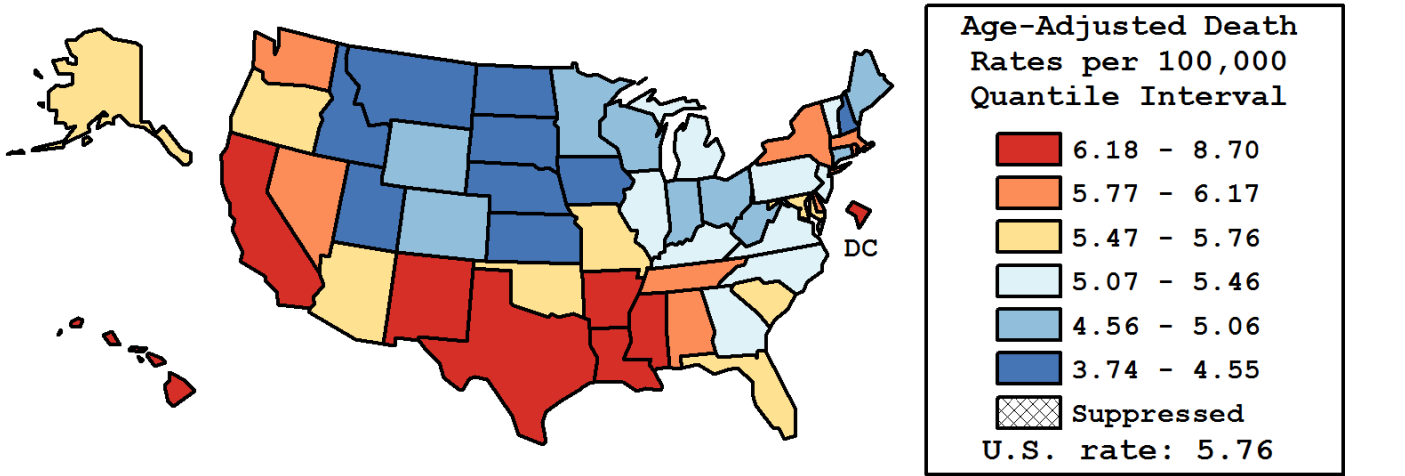 Age-Adjusted Death
Rates per 100,000
Quantile Interval
6.18 - 8.70
5.77 - 6.17
5.47 - 5.76
5.07 - 5.46
4.56 - 5.06
3.74 - 4.55
Suppressed
U.S. rate: 5.76
DC